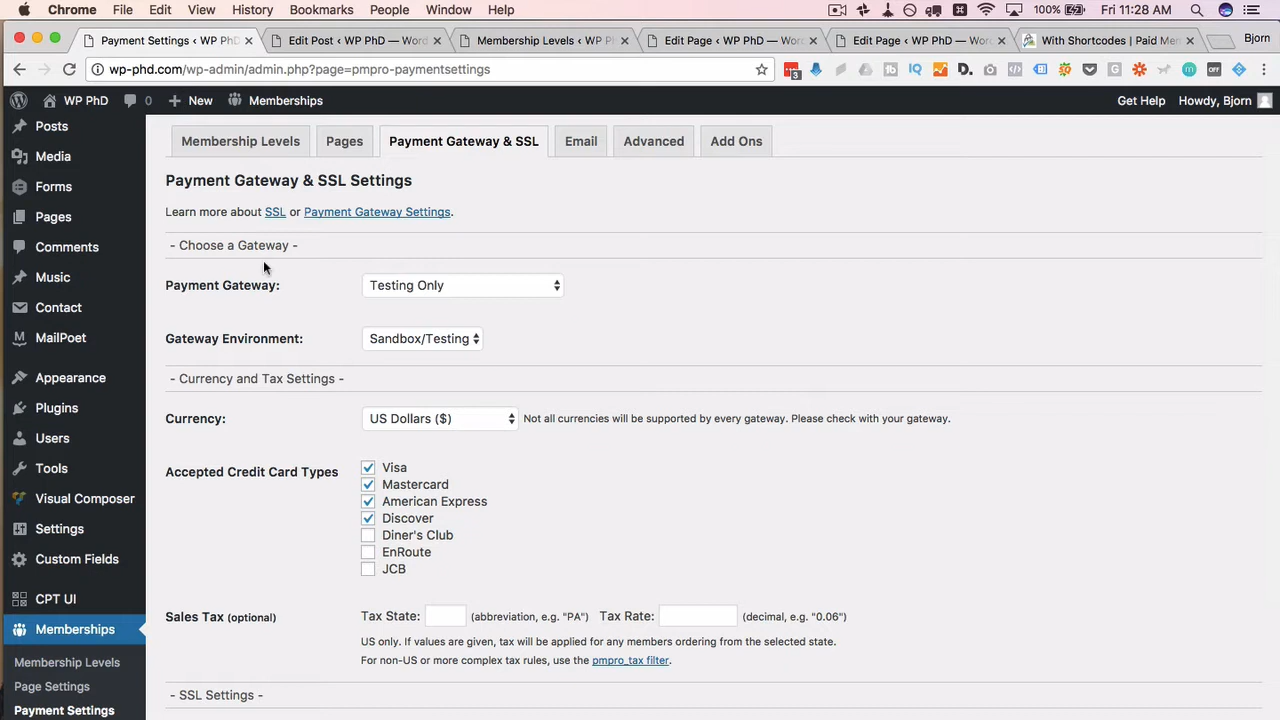 Chrome File Edit View History Bookmarks People Window Help 100% Fri 11:28 AM
Payment Settings ‹ WP PhD Edit Post ‹ WP PhD — Word Membership Levels ‹ WP Ph Edit Page ‹ WP PhD — Word Edit Page ‹ WP PhD — Word With Shortcodes | Paid Mem Bjorn
wp-phd.com/wp-admin/admin.php?page=pmpro-paymentsettings
WP PhD 0 New Memberships Get Help Howdy, Bjorn
Posts
Media
Forms
Pages
Comments
Music
Contact
MailPoet
Appearance
Plugins
Users
Tools
Visual Composer
Settings
Custom Fields
CPT UI
Memberships
Membership Levels
Page Settings
Payment Settings
Membership Levels Pages Payment Gateway & SSL Email Advanced Add Ons
Payment Gateway & SSL Settings
Learn more about SSL or Payment Gateway Settings.
- Choose a Gateway -
Payment Gateway: Testing Only
Gateway Environment: Sandbox/Testing
- Currency and Tax Settings -
Currency: US Dollars ($) Not all currencies will be supported by every gateway. Please check with your gateway.
Accepted Credit Card Types
Visa
Mastercard
American Express
Discover
Diner's Club
EnRoute
JCB
Sales Tax (optional) Tax State: (abbreviation, e.g. "PA") Tax Rate: (decimal, e.g. "0.06")
US only. If values are given, tax will be applied for any members ordering from the selected state.
For non-US or more complex tax rules, use the pmpro_tax filter.
- SSL Settings -